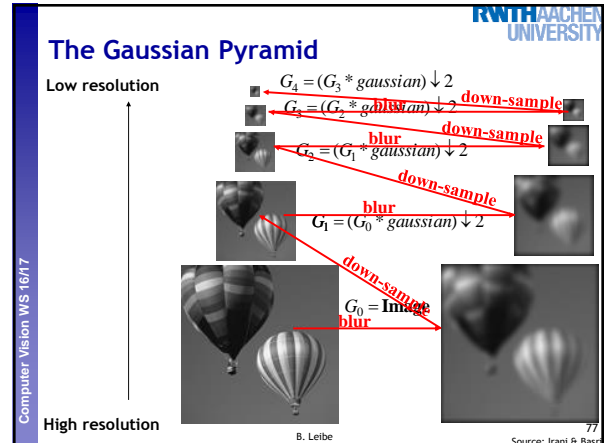 RWTH AACHEN
UNIVERSITY
The Gaussian Pyramid
Low resolution
G₄ = (G₃ * gaussian) ↓ 2
down-sample
G₃ = (G₂ * gaussian) ↓ 2
blur
down-sample
blur
G₂ = (G₁ * gaussian) ↓ 2
down-sample
blur
G₁ = (G₀ * gaussian) ↓ 2
down-sample
G₀ = Image
blur
High resolution
Computer Vision WS 16/17
B. Leibe
77
Source: Irani & Basri